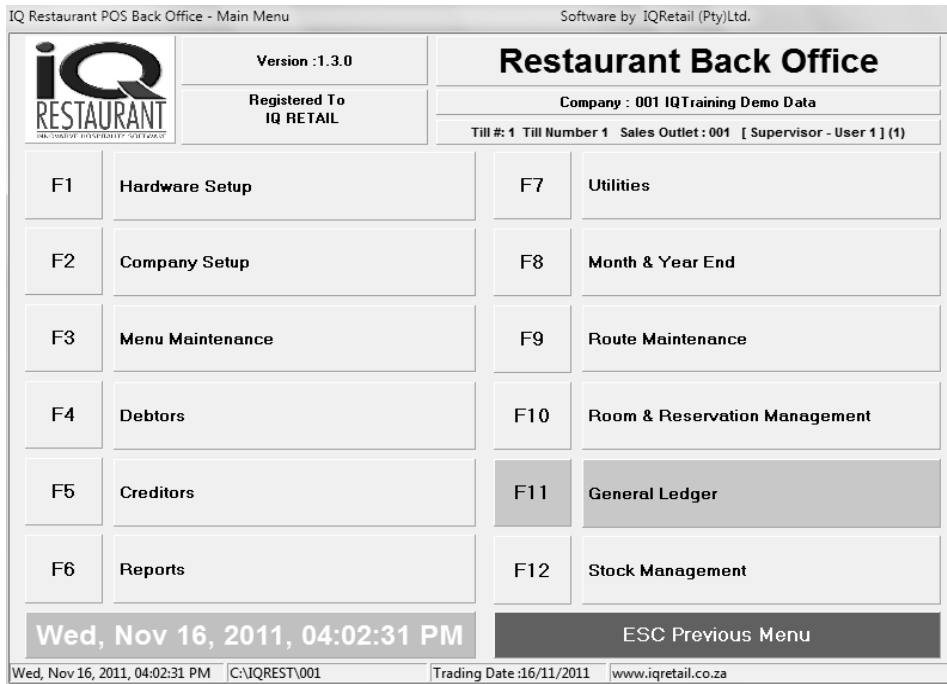 IQ Restaurant POS Back Office - Main Menu
Software by IQRetail (Pty)Ltd.
iQ
RESTAURANT
INNOVATIVE HOSPITALITY SOFTWARE
Version :1.3.0
Registered To
IQ RETAIL
Restaurant Back Office
Company : 001 IQTraining Demo Data
Till #: 1 Till Number 1 Sales Outlet : 001 [ Supervisor - User 1 ] (1)
F1 Hardware Setup
F2 Company Setup
F3 Menu Maintenance
F4 Debtors
F5 Creditors
F6 Reports
F7 Utilities
F8 Month & Year End
F9 Route Maintenance
F10 Room & Reservation Management
F11 General Ledger
F12 Stock Management
Wed, Nov 16, 2011, 04:02:31 PM
ESC Previous Menu
Wed, Nov 16, 2011, 04:02:31 PM C:\IQREST\001 Trading Date :16/11/2011 www.iqretail.co.za